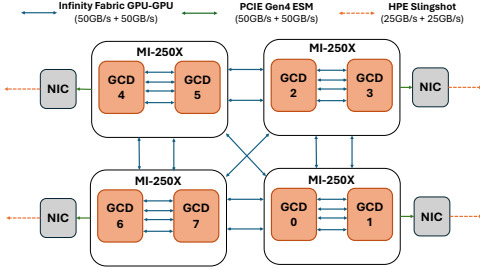 Infinity Fabric GPU-GPU
(50GB/s + 50GB/s)
PCIE Gen4 ESM
(50GB/s + 50GB/s)
HPE Slingshot
(25GB/s + 25GB/s)
MI-250X
GCD
4
GCD
5
NIC
MI-250X
GCD
2
GCD
3
NIC
MI-250X
GCD
6
GCD
7
NIC
MI-250X
GCD
0
GCD
1
NIC